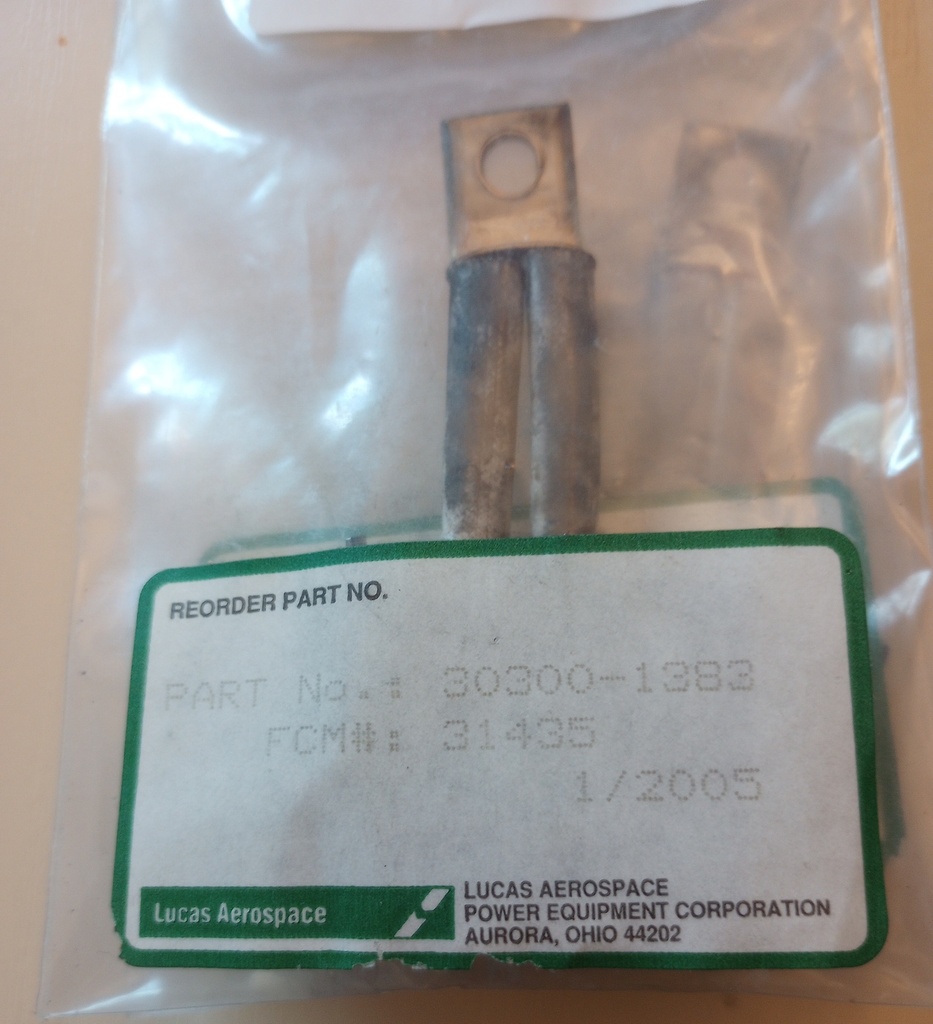 REORDER PART NO.
PART No.: 30300-1383
FCM#: 31435
1/2005
Lucas Aerospace
LUCAS AEROSPACE
POWER EQUIPMENT CORPORATION
AURORA, OHIO 44202